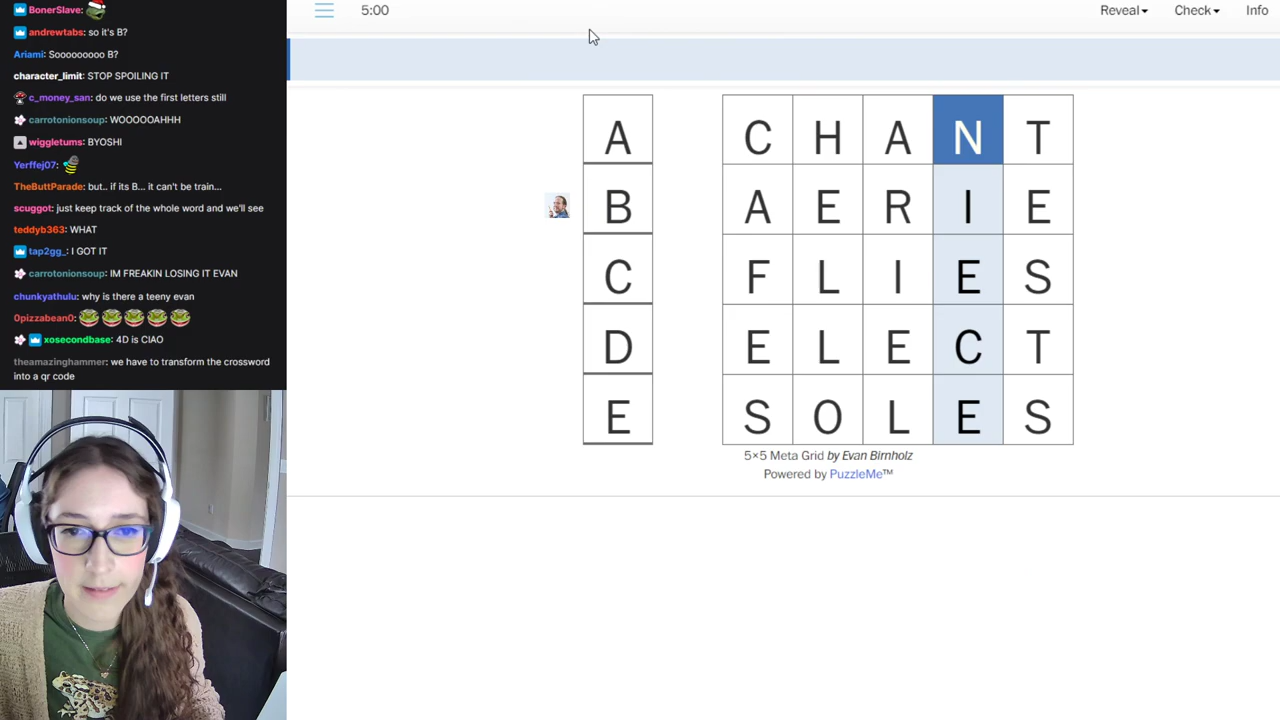 BonerSlave:
andrewtabs: so it's B?
Ariami: Sooooooooo B?
character_limit: STOP SPOILING IT
c_money_san: do we use the first letters still
carrotonionsoup: WOOOOOAHHH
wiggletums: BYOSHI
Yerffej07:
TheButtParade: but.. if its B... it can't be train...
scuggot: just keep track of the whole word and we'll see
teddyb363: WHAT
tap2gg_: I GOT IT
carrotonionsoup: IM FREAKIN LOSING IT EVAN
chunkyathulu: why is there a teeny evan
0pizzabean0:
xosecondbase: 4D is CIAO
theamazinghammer: we have to transform the crossword
into a qr code
5:00
Reveal Check Info
A C H A N T
B A E R I E
C F L I E S
D E L E C T
E S O L E S
5×5 Meta Grid by Evan Birnholz
Powered by PuzzleMe™